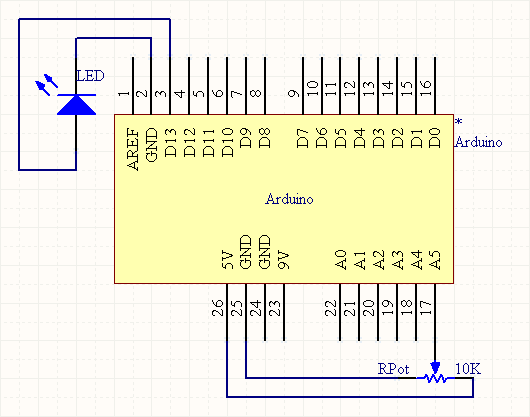 LED
1 2 3 4 5 6 7 8 9 10 11 12 13 14 15 16
AREF GND D13 D12 D11 D10 D9 D8 D7 D6 D5 D4 D3 D2 D1 D0
*
Arduino
Arduino
5V GND GND 9V A0 A1 A2 A3 A4 A5
26 25 24 23 22 21 20 19 18 17
RPot 10K